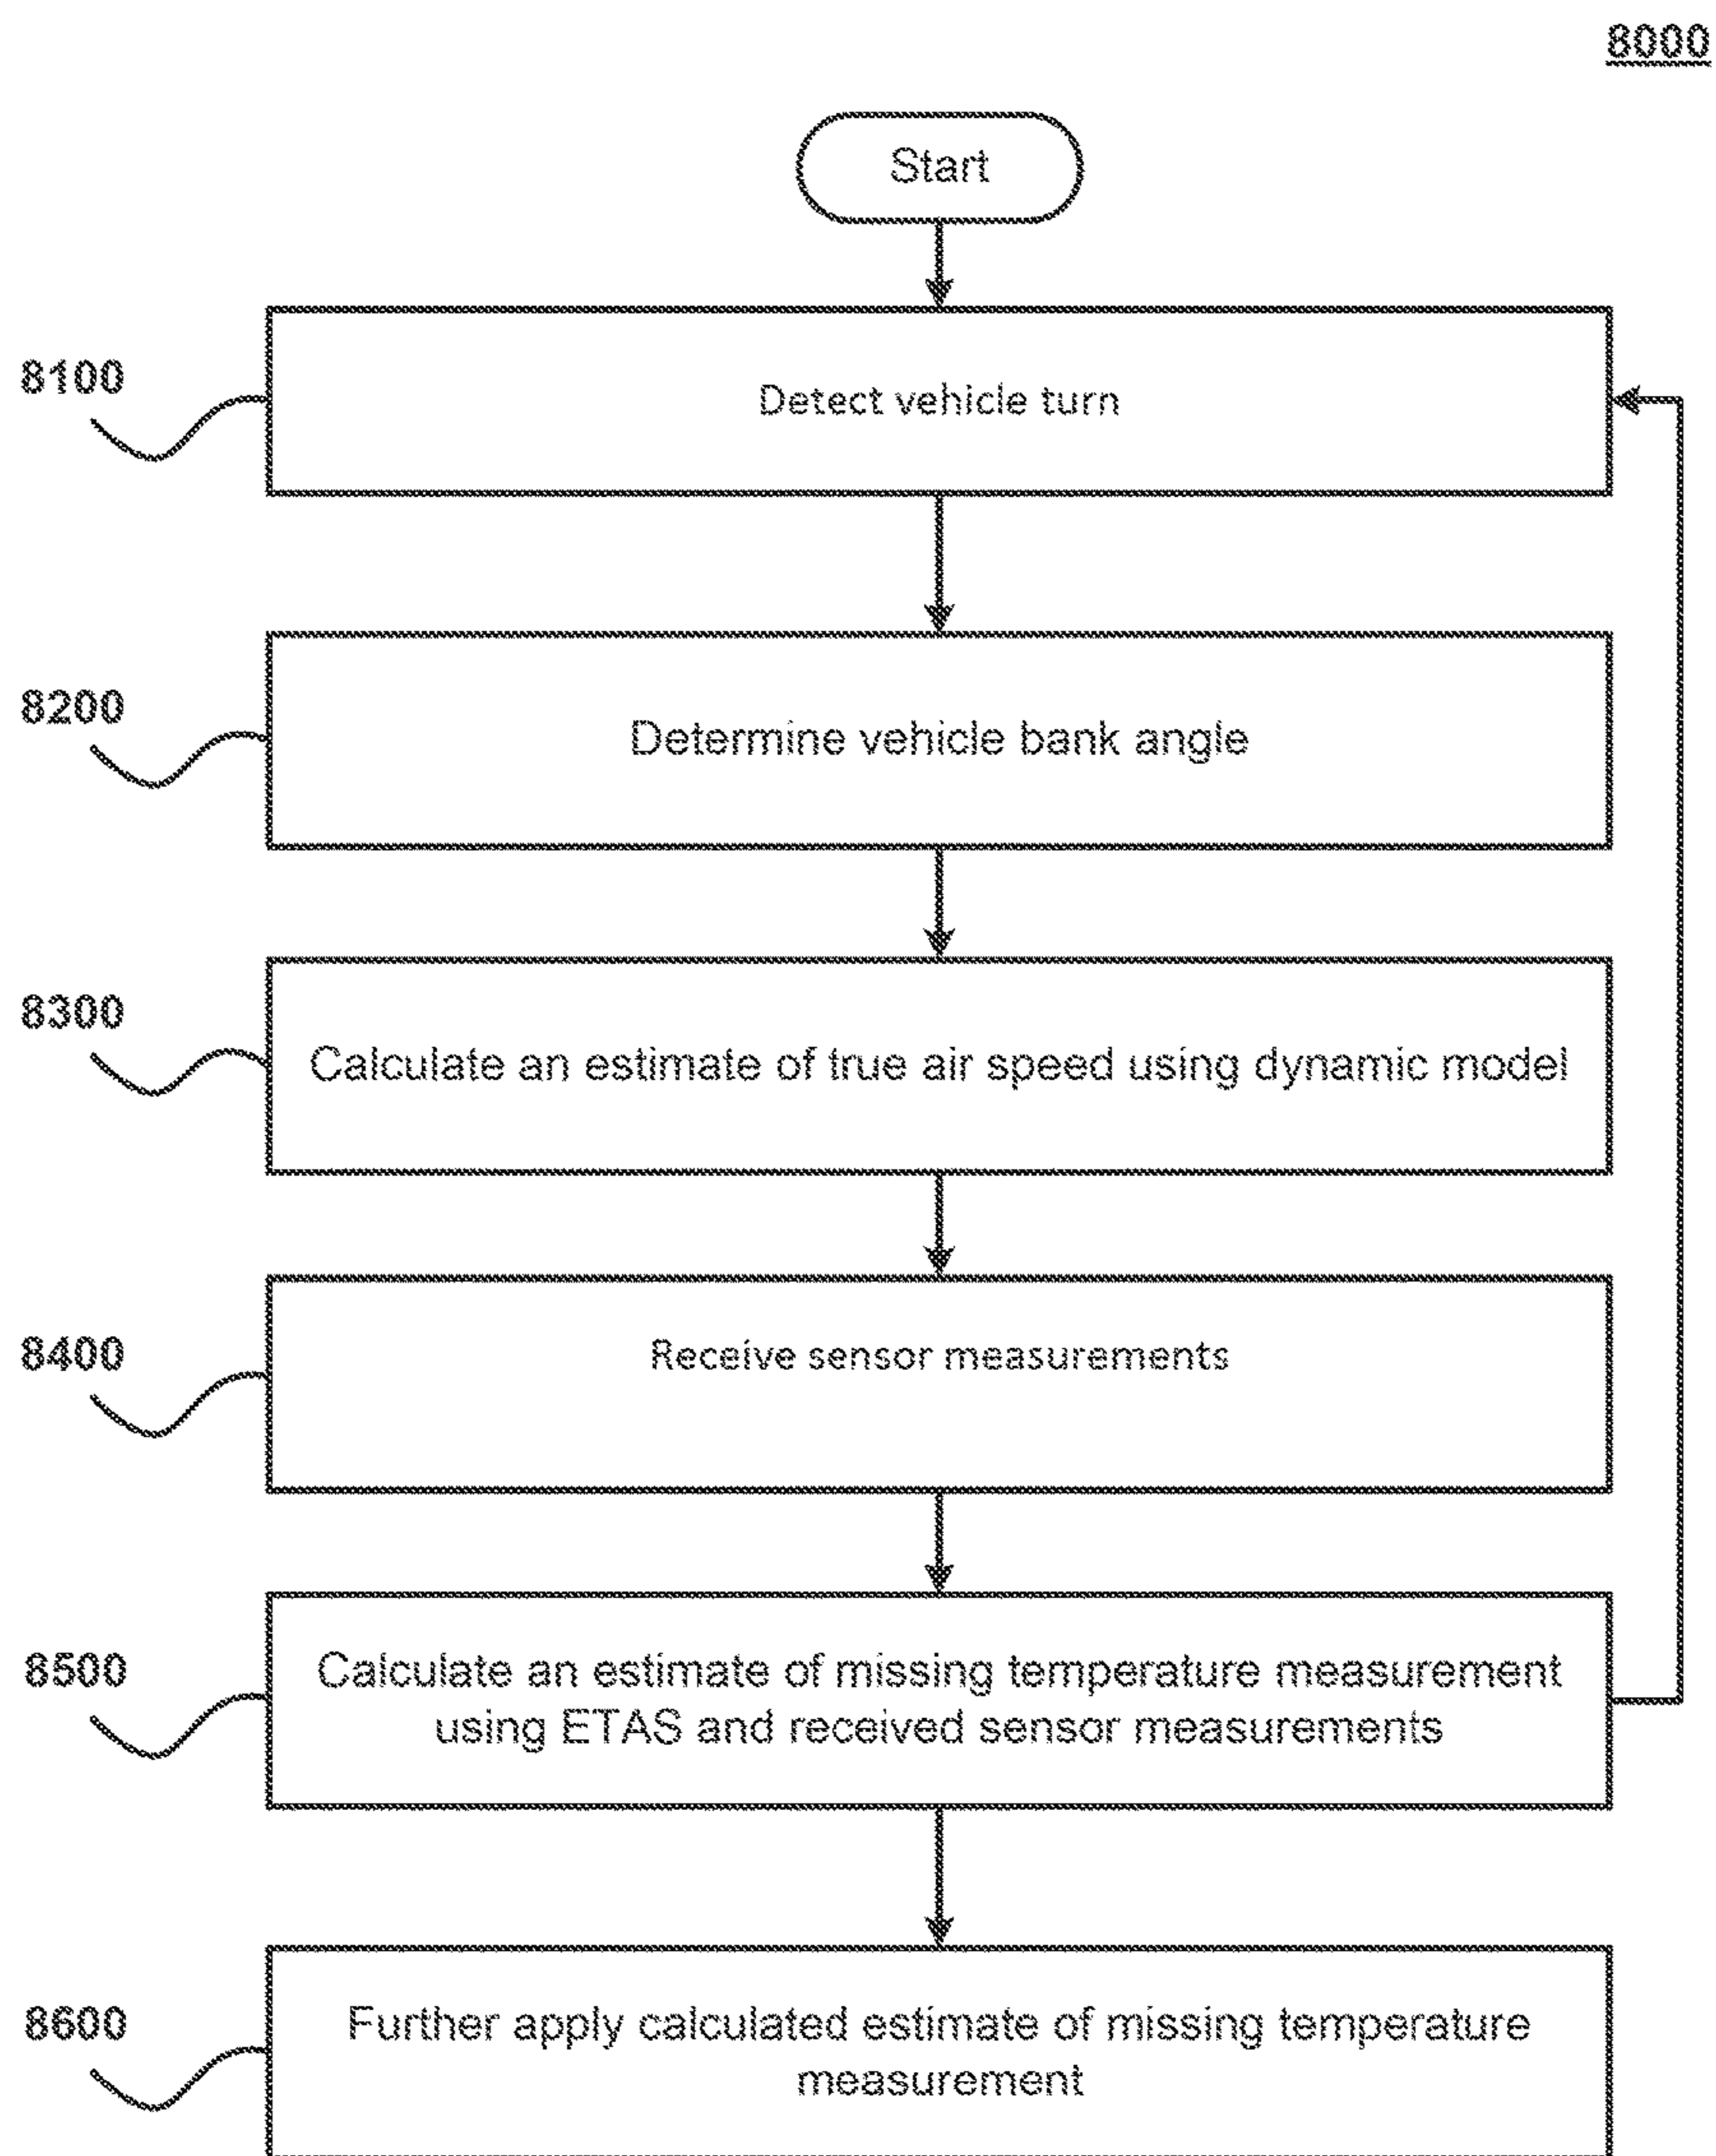 8000
Start
8100
Detect vehicle turn
8200
Determine vehicle bank angle
8300
Calculate an estimate of true air speed using dynamic model
8400
Receive sensor measurements
8500
Calculate an estimate of missing temperature measurement
using ETAS and received sensor measurements
8600
Further apply calculated estimate of missing temperature
measurement